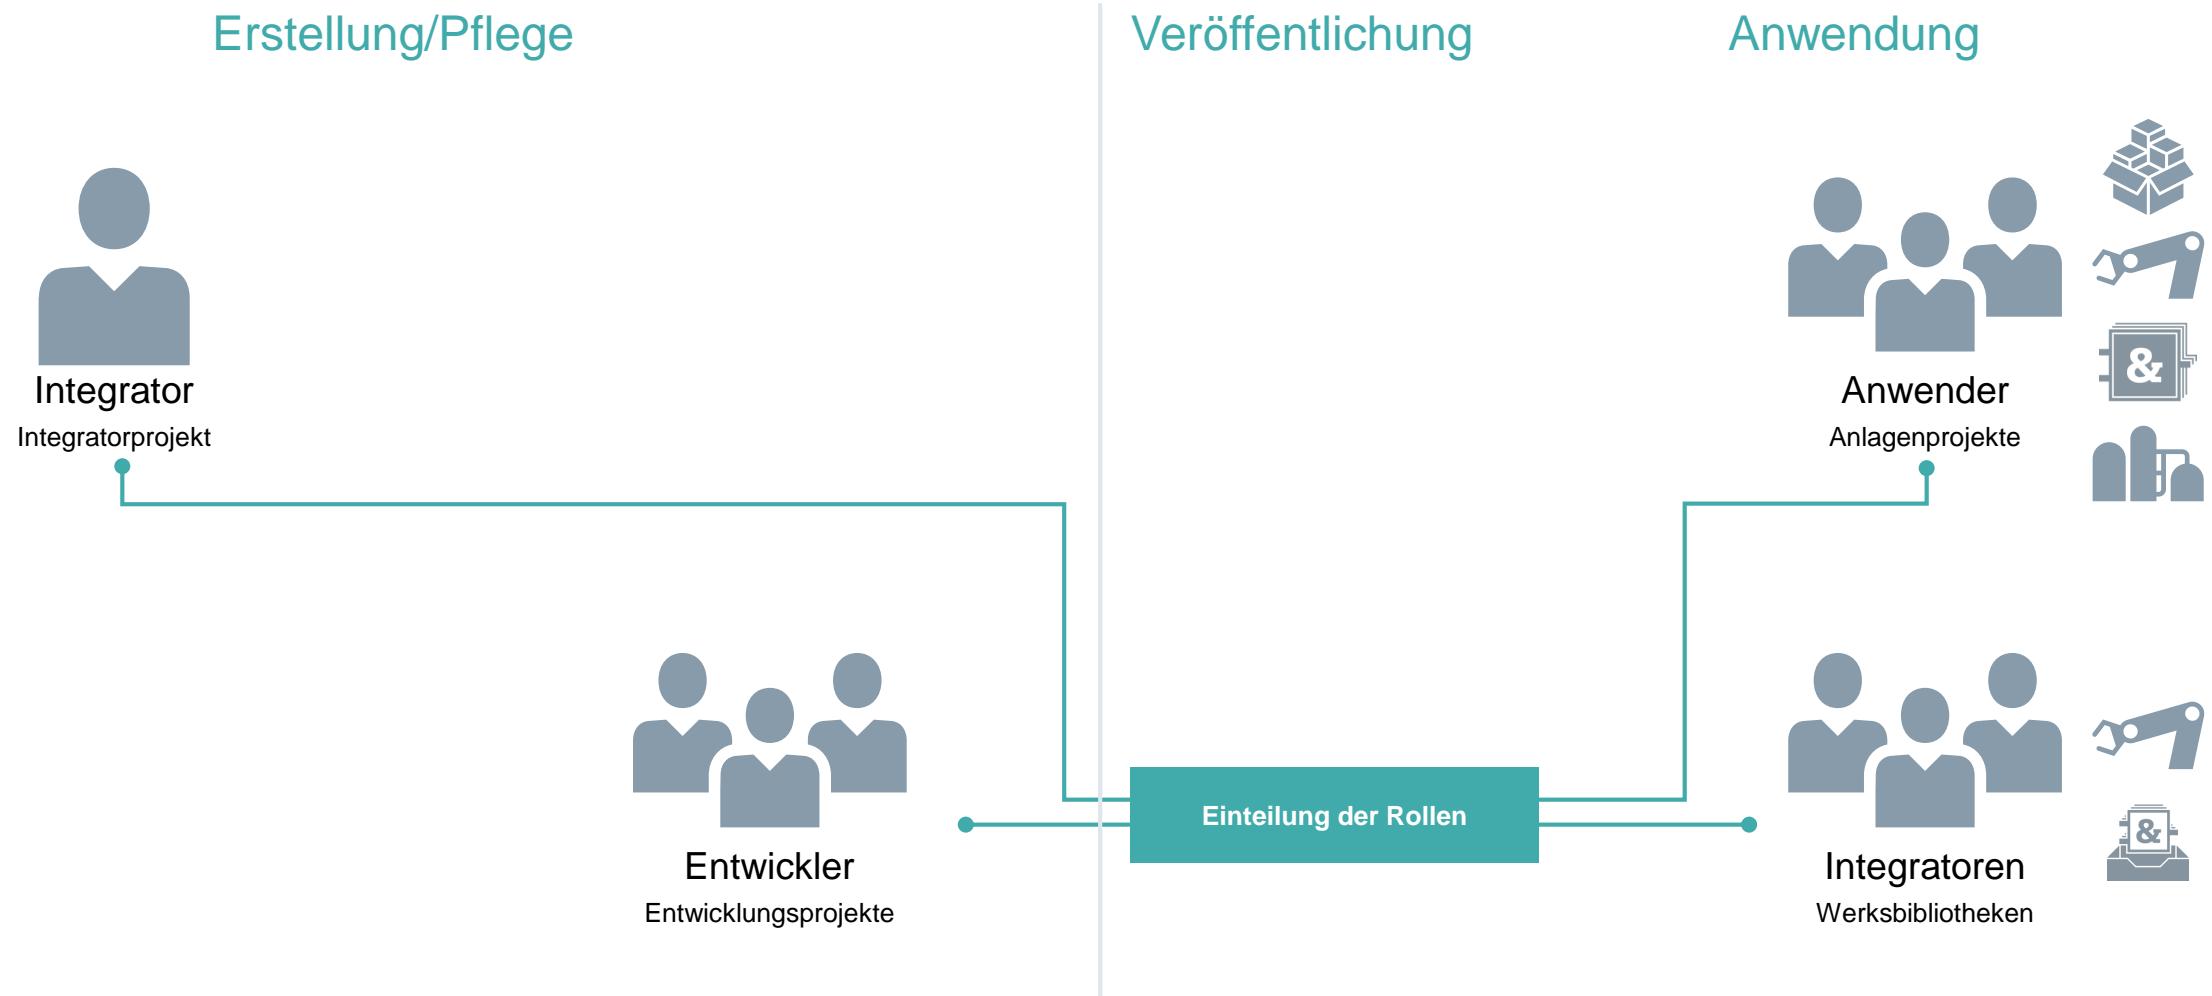 Erstellung/Pflege
Veröffentlichung
Anwendung
Integrator
Integratorprojekt
Anwender
Anlagenprojekte
&
Entwickler
Entwicklungsprojekte
Einteilung der Rollen
Integratoren
Werksbibliotheken
&